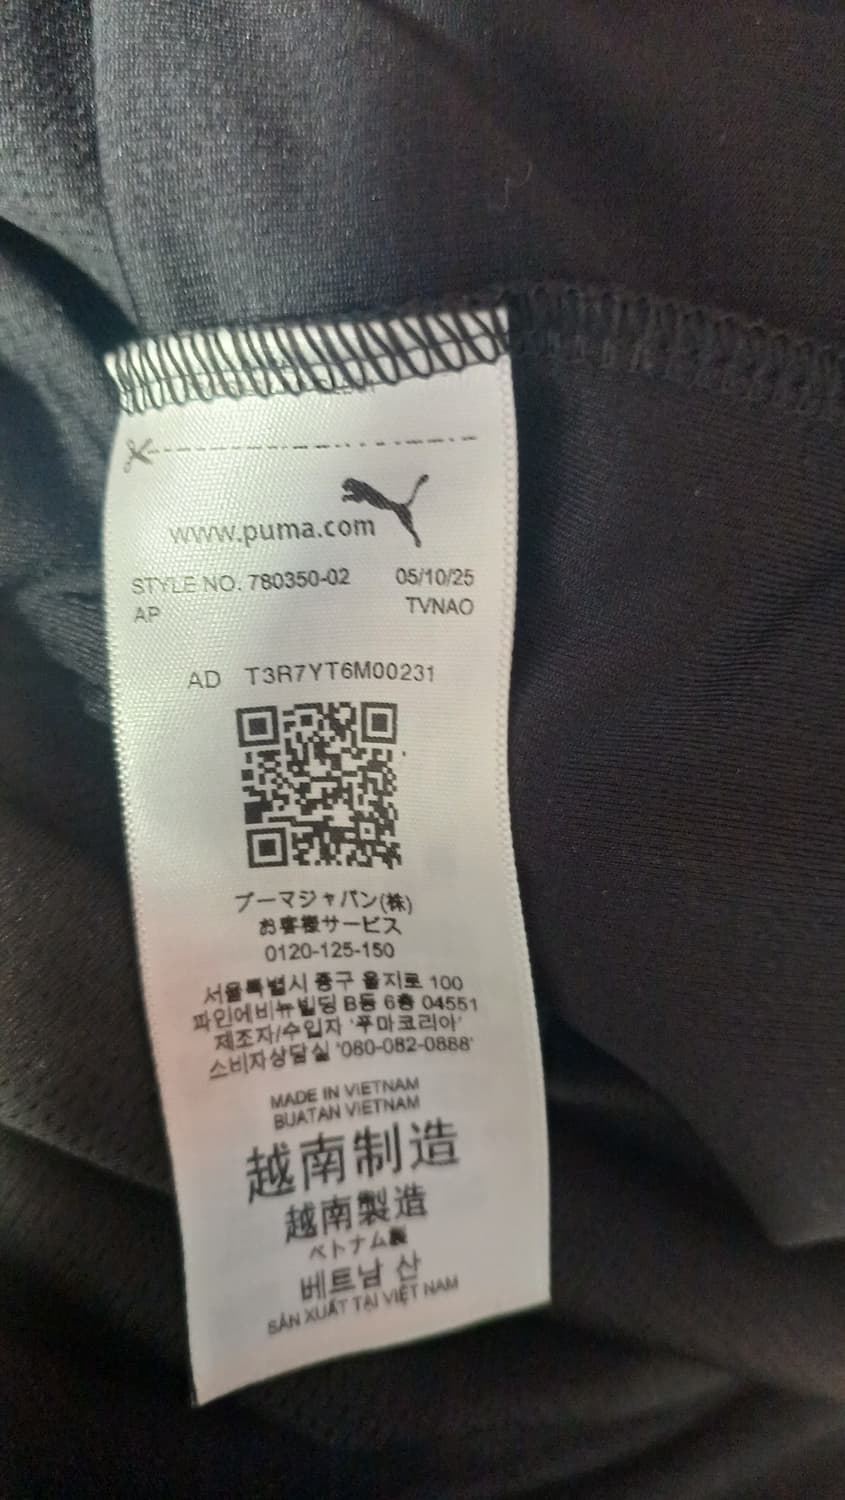 www.puma.com
STYLE NO. 780350-02 05/10/25
AP TVNAO
AD T3R7YT6M00231
プーマジャパン(株)
お客様サービス
0120-125-150
서울특별시 중구 을지로 100
파인에비뉴빌딩 B동 6층 04551
제조자/수입자 '푸마코리아'
소비자상담실 '080-082-0888'
MADE IN VIETNAM
BUATAN VIETNAM
越南制造
越南製造
ベトナム製
베트남 산
SẢN XUẤT TẠI VIỆT NAM